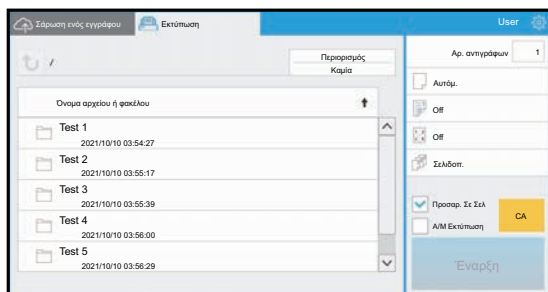 Σάρωση ενός εγγράφου
Εκτύπωση
User
/
Περιορισμός
Καμία
Όνομα αρχείου ή φακέλου
Test 1
2021/10/10 03:54:27
Test 2
2021/10/10 03:55:17
Test 3
2021/10/10 03:55:39
Test 4
2021/10/10 03:56:00
Test 5
2021/10/10 03:56:29
Αρ. αντιγράφων 1
Αυτόμ.
Off
Off
Σελιδοπ.
Προσαρ. Σε Σελ
Α/Μ Εκτύπωση
CA
Έναρξη